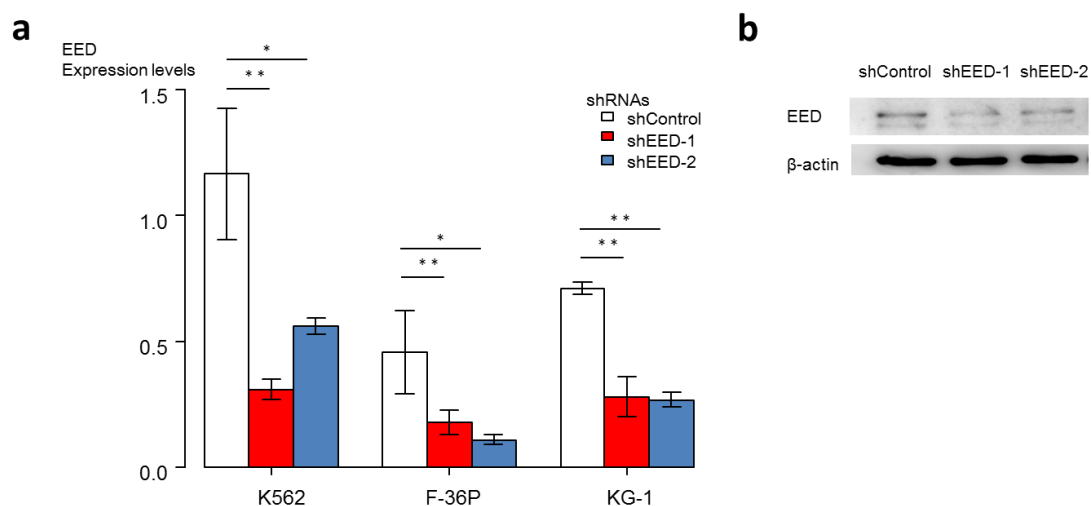 a
EED
Expression levels
1.5
1.0
0.5
0.0
*
**
*
**
**
**
shRNAs
shControl
shEED-1
shEED-2
K562
F-36P
KG-1
b
shControl shEED-1 shEED-2
EED
β-actin